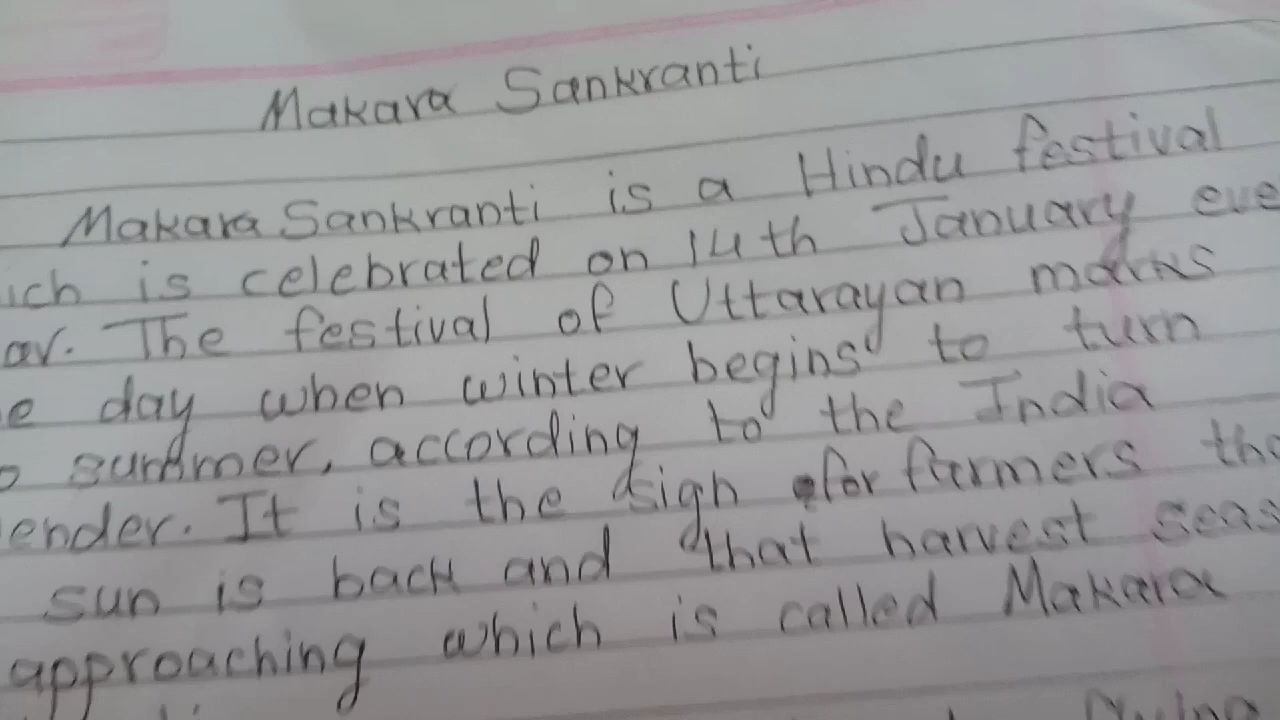 Makara Sankranti
Makara Sankranti is a Hindu festival
ich is celebrated on 14th January eve
ar. The festival of Uttarayan marks
e day when winter begins to turn
o summer, according to the India
ender. It is the sign for farmers tha
sun is back and that harvest seas
approaching which is called Makara